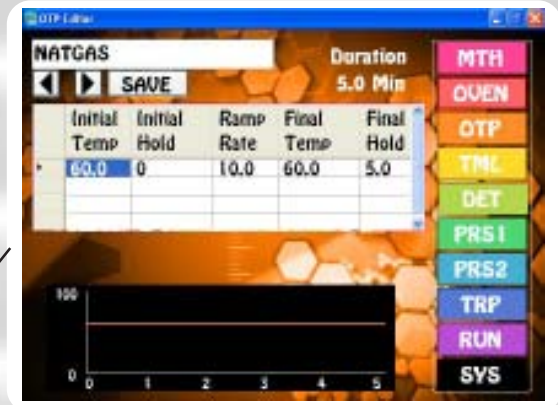 OTP Editor
NATGAS
Duration
5.0 Min
SAVE
Initial Temp Initial Hold Ramp Rate Final Temp Final Hold
60.0 0 10.0 60.0 5.0
100
0
0 1 2 3 4 5
MTH
OVEN
OTP
TML
DET
PRS1
PRS2
TRP
RUN
SYS